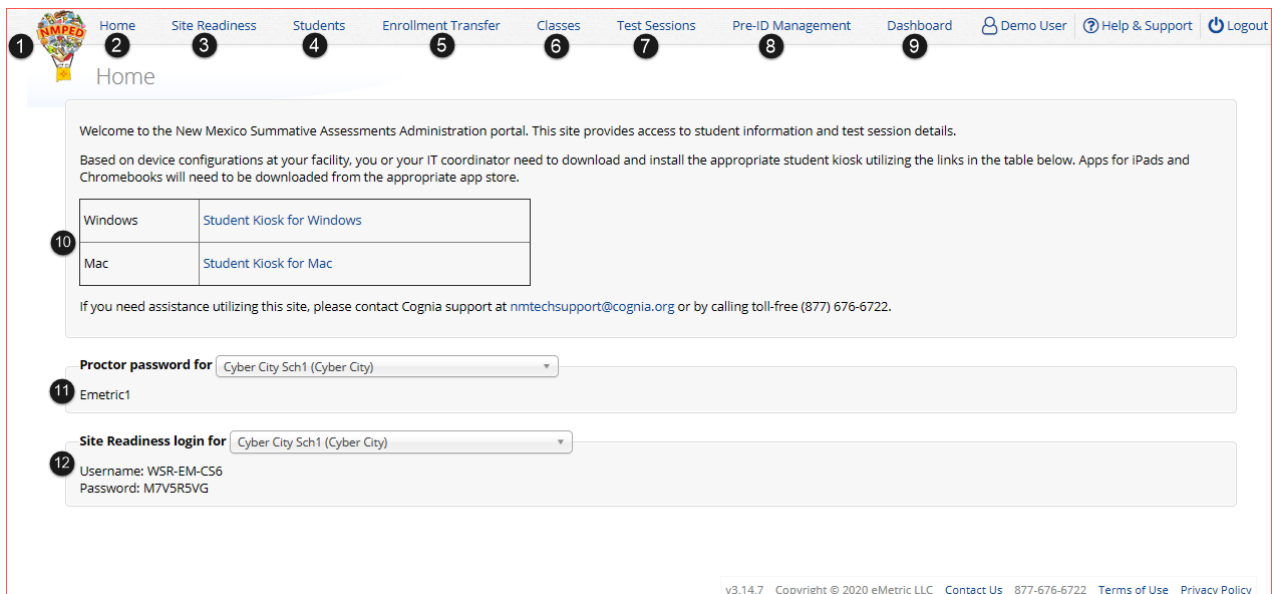 NMPED Home Site Readiness Students Enrollment Transfer Classes Test Sessions Pre-ID Management Dashboard Demo User Help & Support Logout
1 2 3 4 5 6 7 8 9
Home
Welcome to the New Mexico Summative Assessments Administration portal. This site provides access to student information and test session details.
Based on device configurations at your facility, you or your IT coordinator need to download and install the appropriate student kiosk utilizing the links in the table below. Apps for iPads and
Chromebooks will need to be downloaded from the appropriate app store.
Windows Student Kiosk for Windows
10
Mac Student Kiosk for Mac
If you need assistance utilizing this site, please contact Cognia support at nmtechsupport@cognia.org or by calling toll-free (877) 676-6722.
Proctor password for Cyber City Sch1 (Cyber City)
11 Emetric1
Site Readiness login for Cyber City Sch1 (Cyber City)
12 Username: WSR-EM-CS6
Password: M7V5R5VG
v3.14.7 Copyright © 2020 eMetric LLC Contact Us 877-676-6722 Terms of Use Privacy Policy